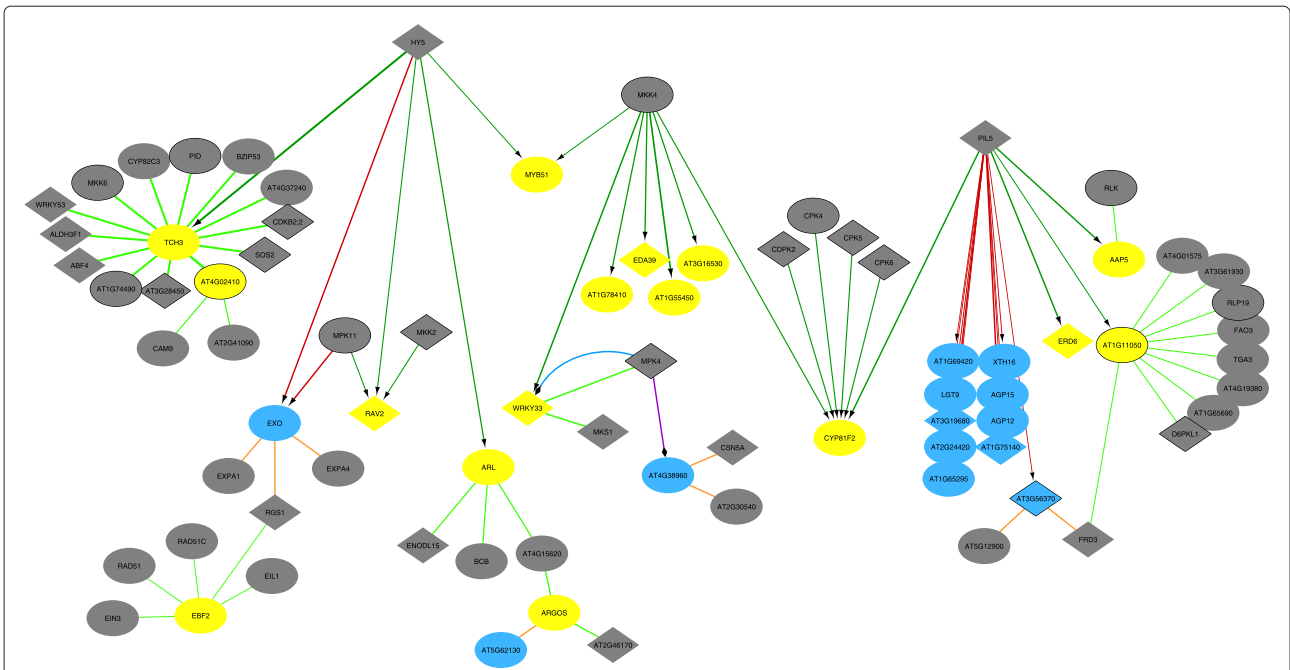 HY5
MKK4
PIL5
CYP82C3
PID
BZIP53
MKK6
AT4G37240
WRKY53
CDKB2;2
ALDH3F1
TCH3
SOS2
ABF4
AT1G74490
AT3G28450
AT4G02410
CAM9
AT2G41090
MYB51
EDA39
AT3G16530
AT1G78410
AT1G55450
CPK4
CDPK2
CPK5
CPK6
RLK
AAP5
AT4G01575
AT3G61930
RLP19
FAO3
TGA3
AT4G19380
AT1G65690
D6PKL1
AT1G11050
ERD6
MPK11
MKK2
MPK4
RAV2
WRKY33
MKS1
CYP81F2
AT1G69420
XTH16
LGT9
AGP15
AT3G19680
AGP12
AT2G24420
AT1G75140
AT1G65295
EXO
EXPA1
EXPA4
RGS1
ARL
CSN5A
AT4G38960
AT2G30540
AT3G56370
AT5G12900
FRD3
ENODL15
BCB
AT4G15620
RAD51C
RAD51
EIL1
EIN3
EBF2
ARGOS
AT5G62130
AT2G46170